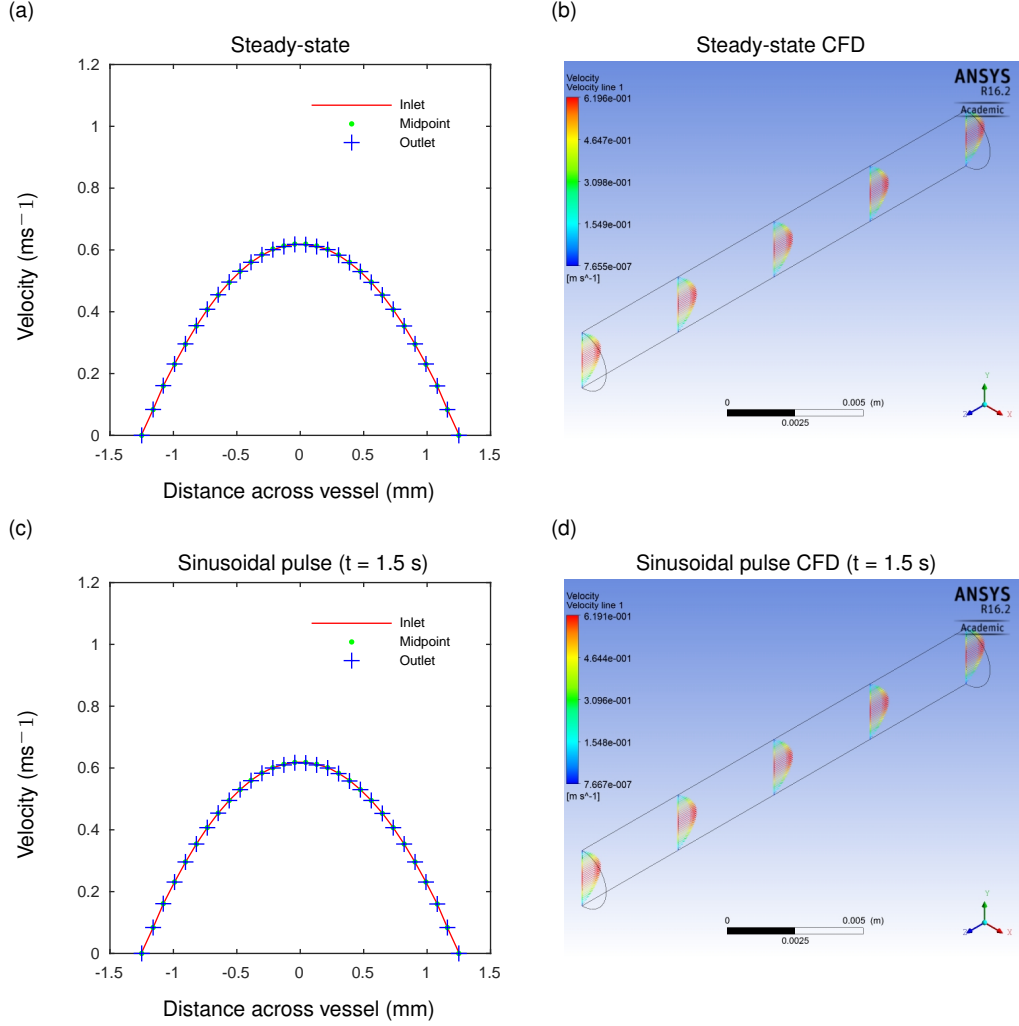 (a)
Steady-state
1.2
1
0.8
0.6
0.4
0.2
0
Velocity (ms−1)
Inlet
Midpoint
Outlet
-1.5
-1
-0.5
0
0.5
1
1.5
Distance across vessel (mm)
(b)
Steady-state CFD
Velocity
Velocity line 1
6.196e-001
4.647e-001
3.098e-001
1.549e-001
7.655e-007
[m s^-1]
ANSYS
R16.2
Academic
0
0.005
(m)
0.0025
Y
Z
X
(c)
Sinusoidal pulse (t = 1.5 s)
1.2
1
0.8
0.6
0.4
0.2
0
Velocity (ms−1)
Inlet
Midpoint
Outlet
-1.5
-1
-0.5
0
0.5
1
1.5
Distance across vessel (mm)
(d)
Sinusoidal pulse CFD (t = 1.5 s)
Velocity
Velocity line 1
6.191e-001
4.644e-001
3.096e-001
1.548e-001
7.667e-007
[m s^-1]
ANSYS
R16.2
Academic
0
0.005
(m)
0.0025
Y
Z
X